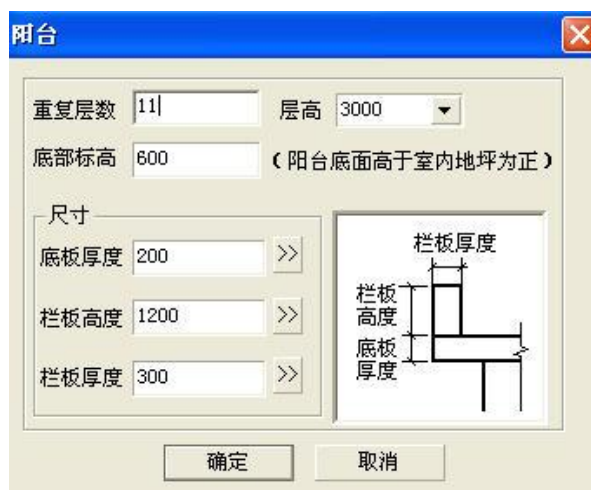 阳台
重复层数 11 层高 3000
底部标高 600 (阳台底面高于室内地坪为正)
尺寸
底板厚度 200 >>
栏板高度 1200 >>
栏板厚度 300 >>
栏板厚度
栏板
高度
底板
厚度
确定 取消